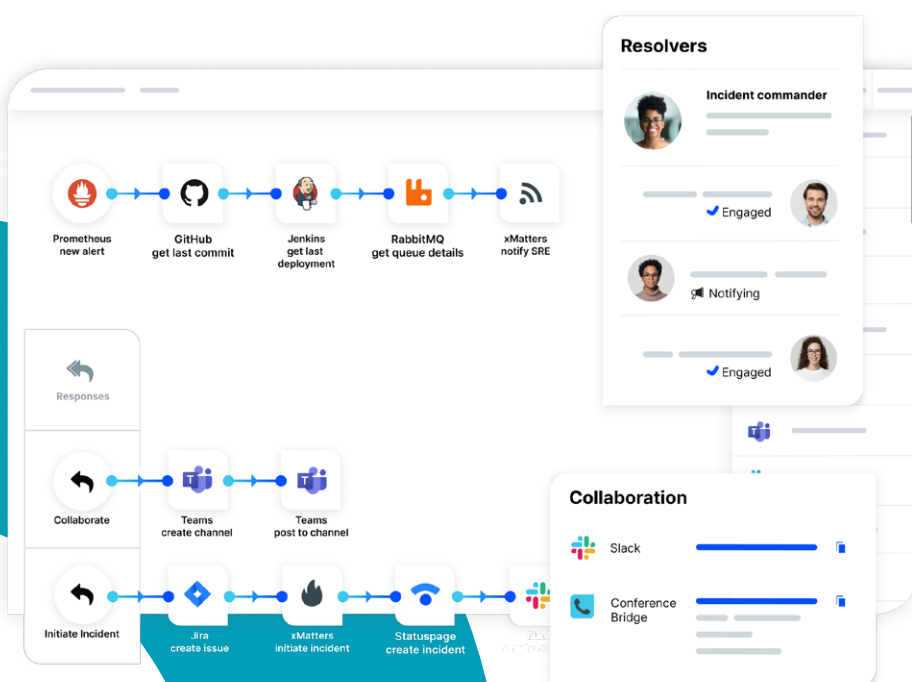 Resolvers
Incident commander
Engaged
Notifying
Engaged
Prometheus
new alert
GitHub
get last commit
Jenkins
get last
deployment
RabbitMQ
get queue details
xMatters
notify SRE
Responses
Collaborate
Teams
create channel
Teams
post to channel
Initiate Incident
Jira
create issue
xMatters
initiate incident
Statuspage
create incident
Collaboration
Slack
Conference
Bridge